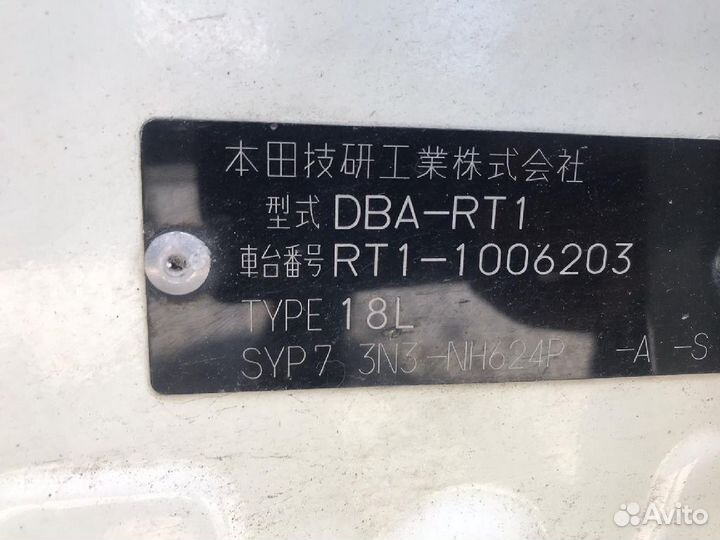 本田技研工業株式会社
型式 DBA-RT1
車台番号 RT1-1006203
TYPE 18L
SYP7 3N3-NH624P -A -S
Avito